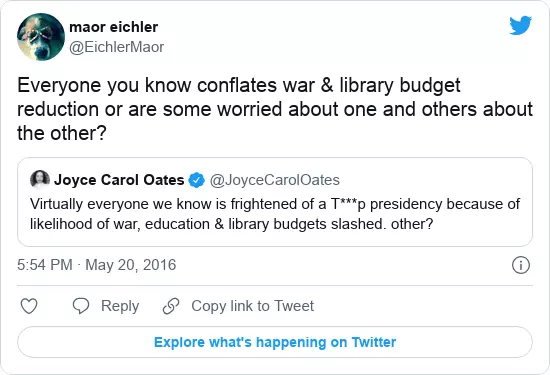 maor eichler
@EichlerMaor
Everyone you know conflates war & library budget
reduction or are some worried about one and others about
the other?
Joyce Carol Oates @JoyceCarolOates
Virtually everyone we know is frightened of a T***p presidency because of
likelihood of war, education & library budgets slashed. other?
5:54 PM · May 20, 2016
Reply Copy link to Tweet
Explore what's happening on Twitter